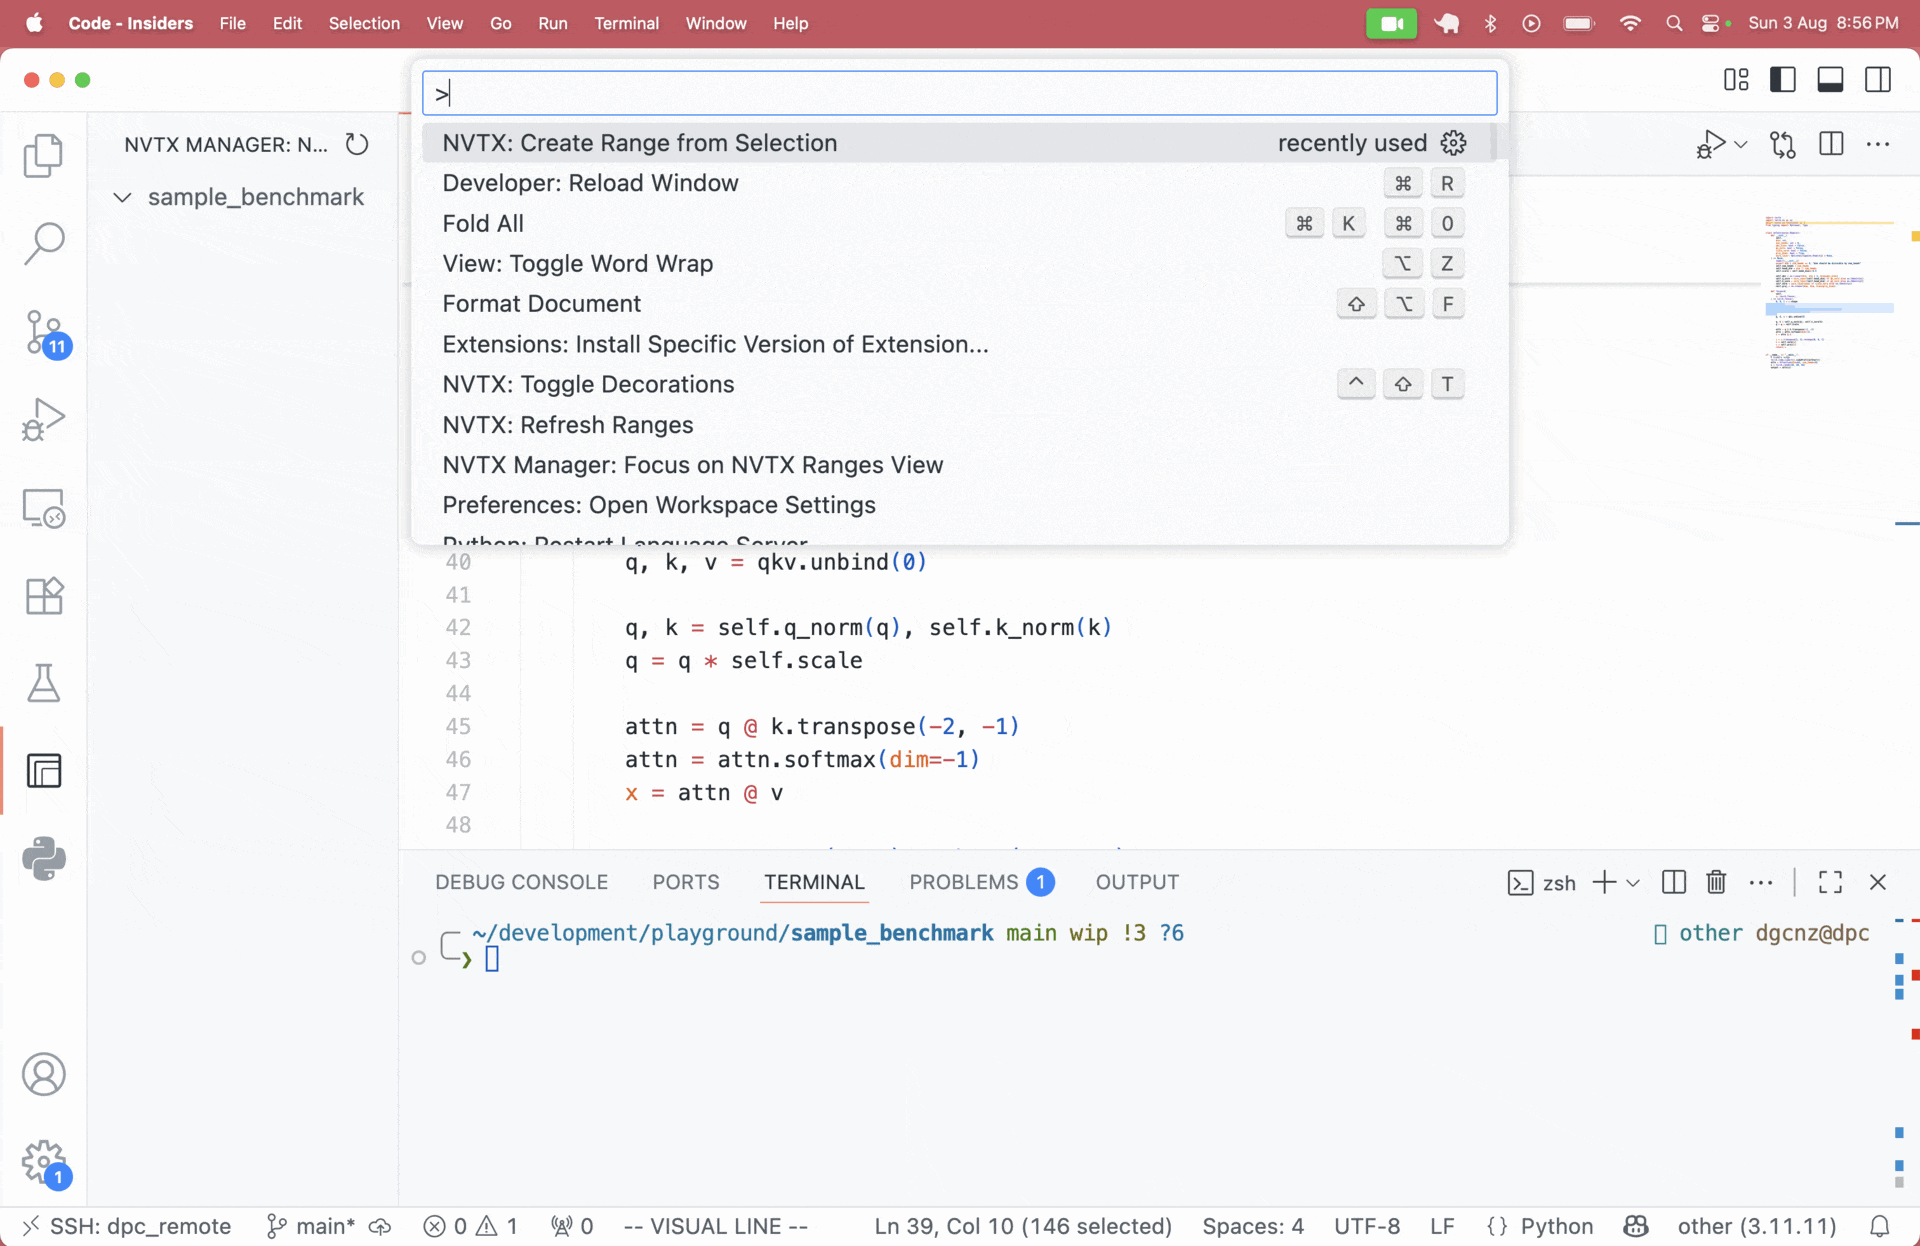 Code - Insiders File Edit Selection View Go Run Terminal Window Help Sun 3 Aug 8:56 PM
>
NVTX MANAGER: N...
sample_benchmark
11
1
NVTX: Create Range from Selection recently used
Developer: Reload Window ⌘ R
Fold All ⌘ K ⌘ 0
View: Toggle Word Wrap ⌥ Z
Format Document ⇧ ⌥ F
Extensions: Install Specific Version of Extension...
NVTX: Toggle Decorations ^ ⇧ T
NVTX: Refresh Ranges
NVTX Manager: Focus on NVTX Ranges View
Preferences: Open Workspace Settings
Python: Restart Language Server
40 q, k, v = qkv.unbind(0)
41
42 q, k = self.q_norm(q), self.k_norm(k)
43 q = q * self.scale
44
45 attn = q @ k.transpose(-2, -1)
46 attn = attn.softmax(dim=-1)
47 x = attn @ v
48
DEBUG CONSOLE PORTS TERMINAL PROBLEMS 1 OUTPUT zsh
~/development/playground/sample_benchmark main wip !3 ?6 other dgcnz@dpc
❯
SSH: dpc_remote main* 0 1 0 -- VISUAL LINE -- Ln 39, Col 10 (146 selected) Spaces: 4 UTF-8 LF {} Python other (3.11.11)